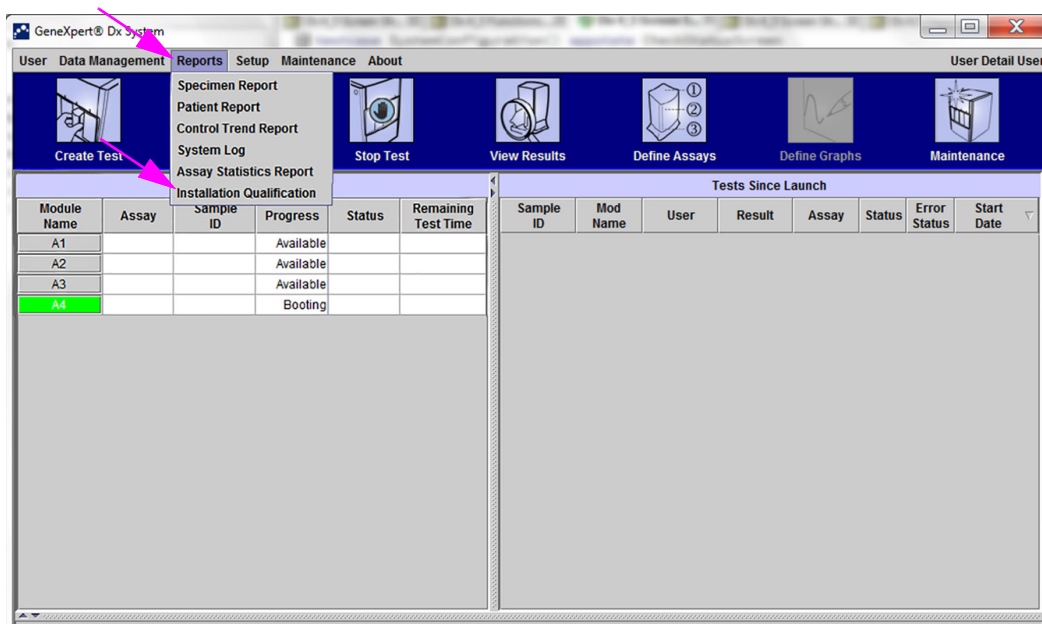 GeneXpert® Dx System
User Data Management Reports Setup Maintenance About User Detail User
Specimen Report
Patient Report
Control Trend Report
System Log
Assay Statistics Report
Installation Qualification
Create Test Stop Test View Results Define Assays Define Graphs Maintenance
① ② ③
Module Name Assay Sample ID Progress Status Remaining Test Time
A1 Available
A2 Available
A3 Available
A4 Booting
Tests Since Launch
Sample ID Mod Name User Result Assay Status Error Status Start Date